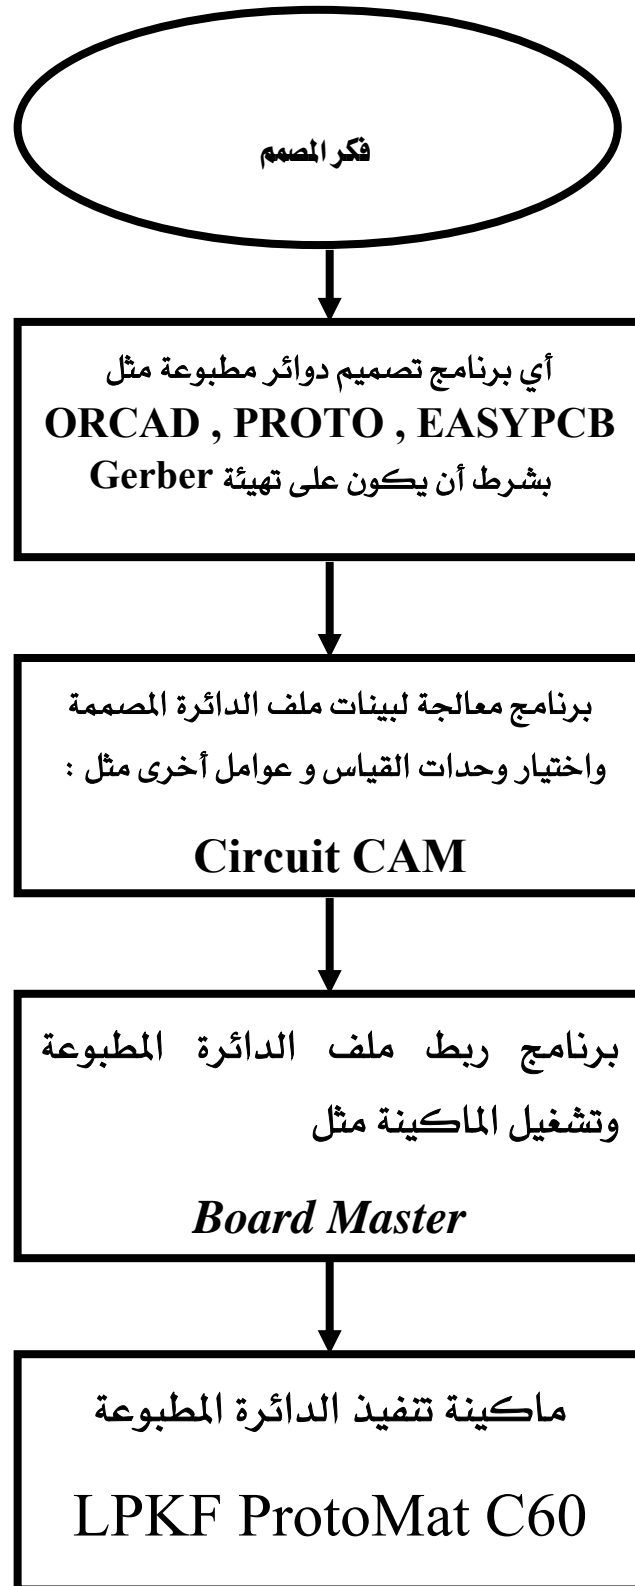 فكر المصمم
أي برنامج تصميم دوائر مطبوعة مثل
ORCAD , PROTO , EASYPCB
بشرط أن يكون على تهيئة Gerber
برنامج معالجة لبينات ملف الدائرة المصممة
واختيار وحدات القياس و عوامل أخرى مثل :
Circuit CAM
برنامج ربط ملف الدائرة المطبوعة
وتشغيل الماكينة مثل
Board Master
ماكينة تنفيذ الدائرة المطبوعة
LPKF ProtoMat C60